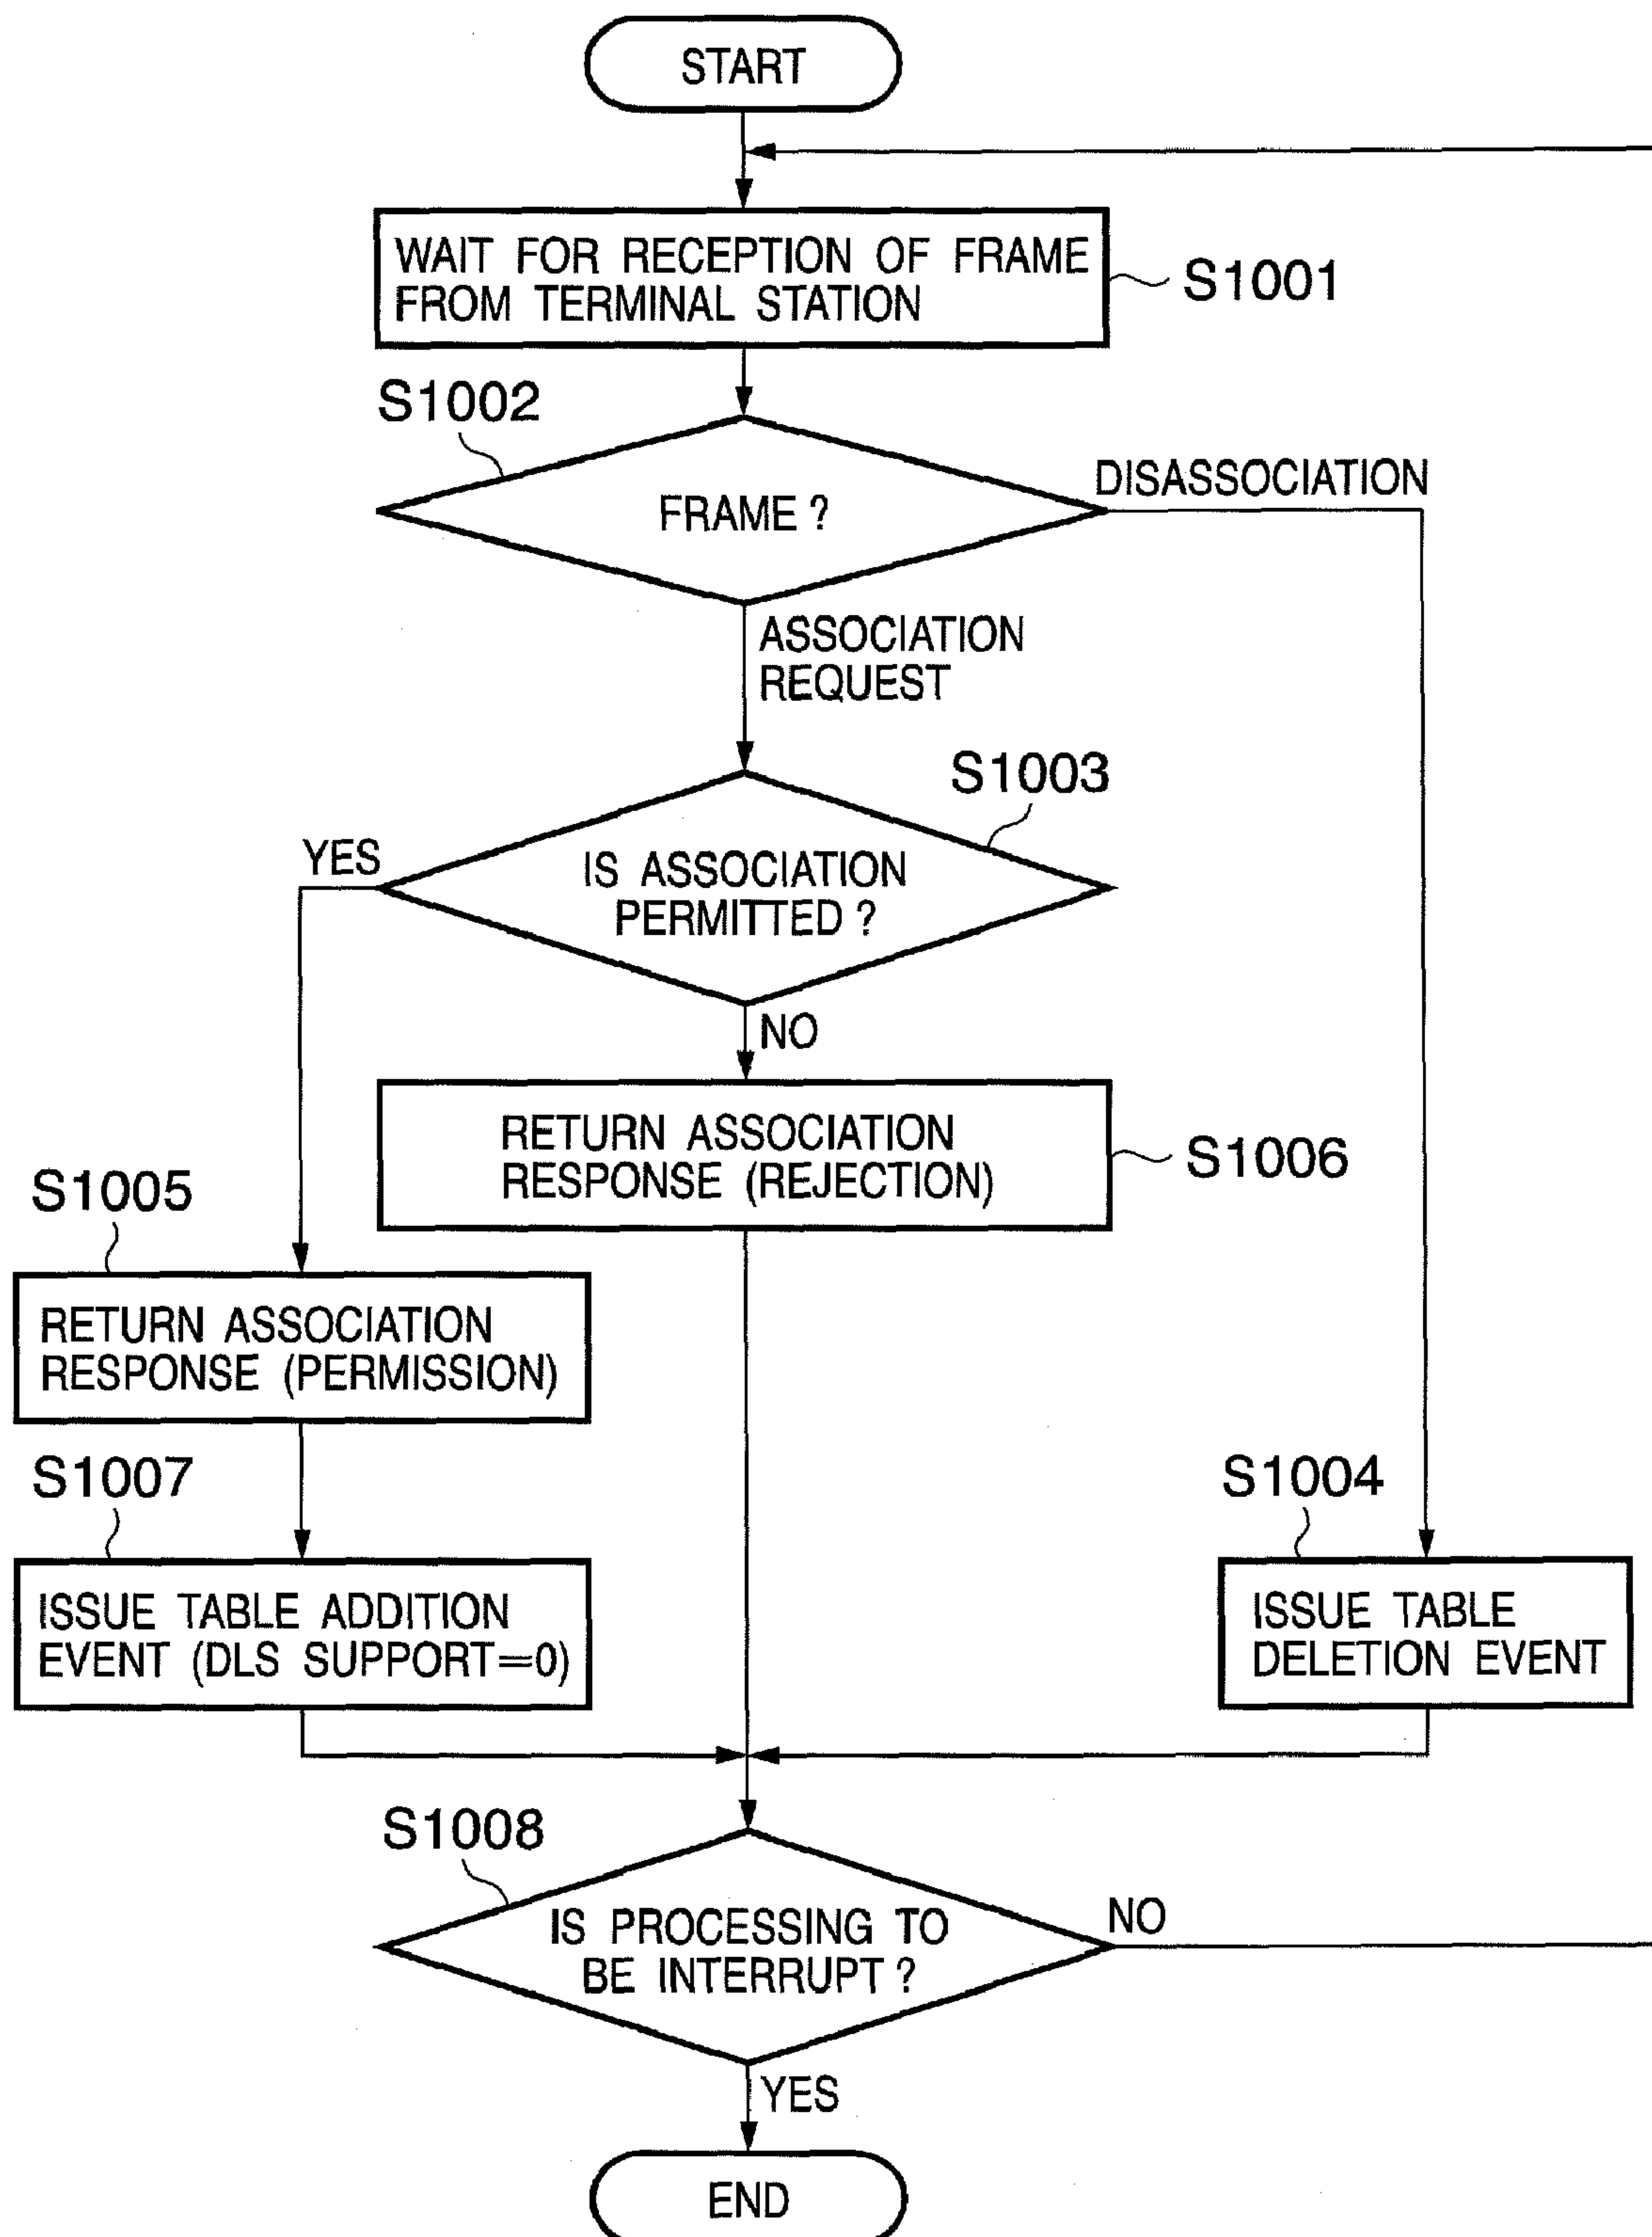 START
WAIT FOR RECEPTION OF FRAME
FROM TERMINAL STATION
S1001
S1002
FRAME ?
DISASSOCIATION
ASSOCIATION
REQUEST
S1003
YES
IS ASSOCIATION
PERMITTED ?
NO
RETURN ASSOCIATION
RESPONSE (REJECTION)
S1006
S1005
RETURN ASSOCIATION
RESPONSE (PERMISSION)
S1007
ISSUE TABLE ADDITION
EVENT (DLS SUPPORT=0)
S1004
ISSUE TABLE
DELETION EVENT
S1008
IS PROCESSING TO
BE INTERRUPT ?
NO
YES
END